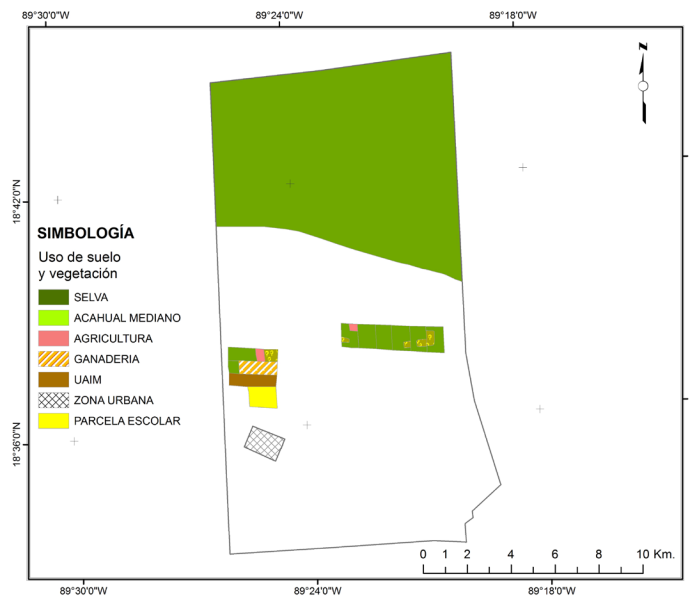 89°30'0"W 89°24'0"W 89°18'0"W
N
18°42'0"N
SIMBOLOGÍA
Uso de suelo
y vegetación
SELVA
ACAHUAL MEDIANO
AGRICULTURA
GANADERIA
UAIM
ZONA URBANA
PARCELA ESCOLAR
18°36'0"N
0 1 2 4 6 8 10 Km.
89°30'0"W 89°24'0"W 89°18'0"W